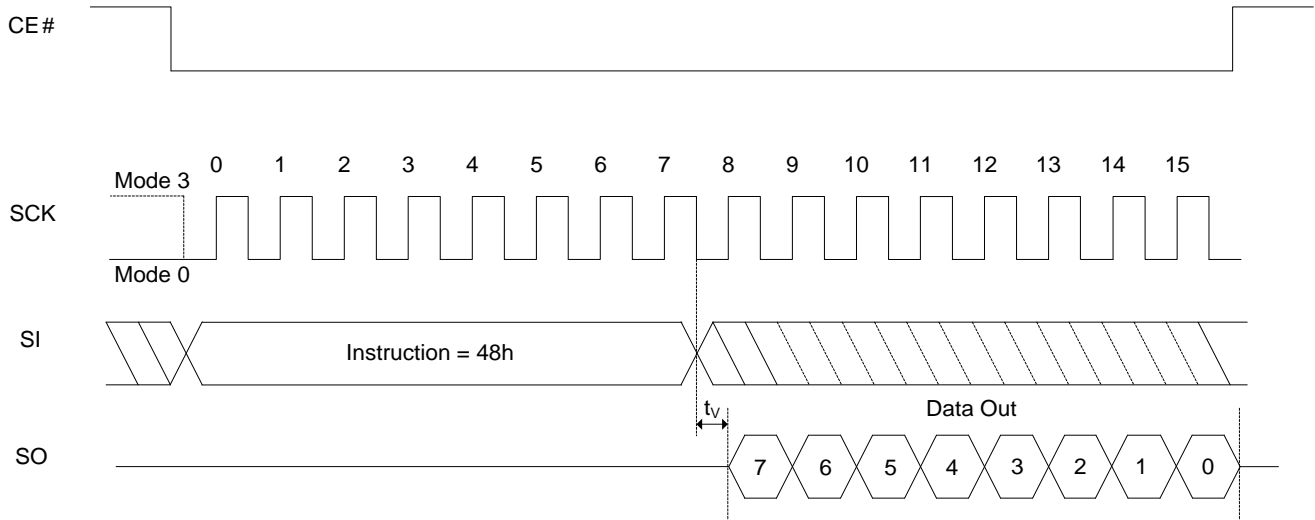 CE#
0 1 2 3 4 5 6 7 8 9 10 11 12 13 14 15
Mode 3
SCK
Mode 0
SI
Instruction = 48h
tV
Data Out
SO
7 6 5 4 3 2 1 0